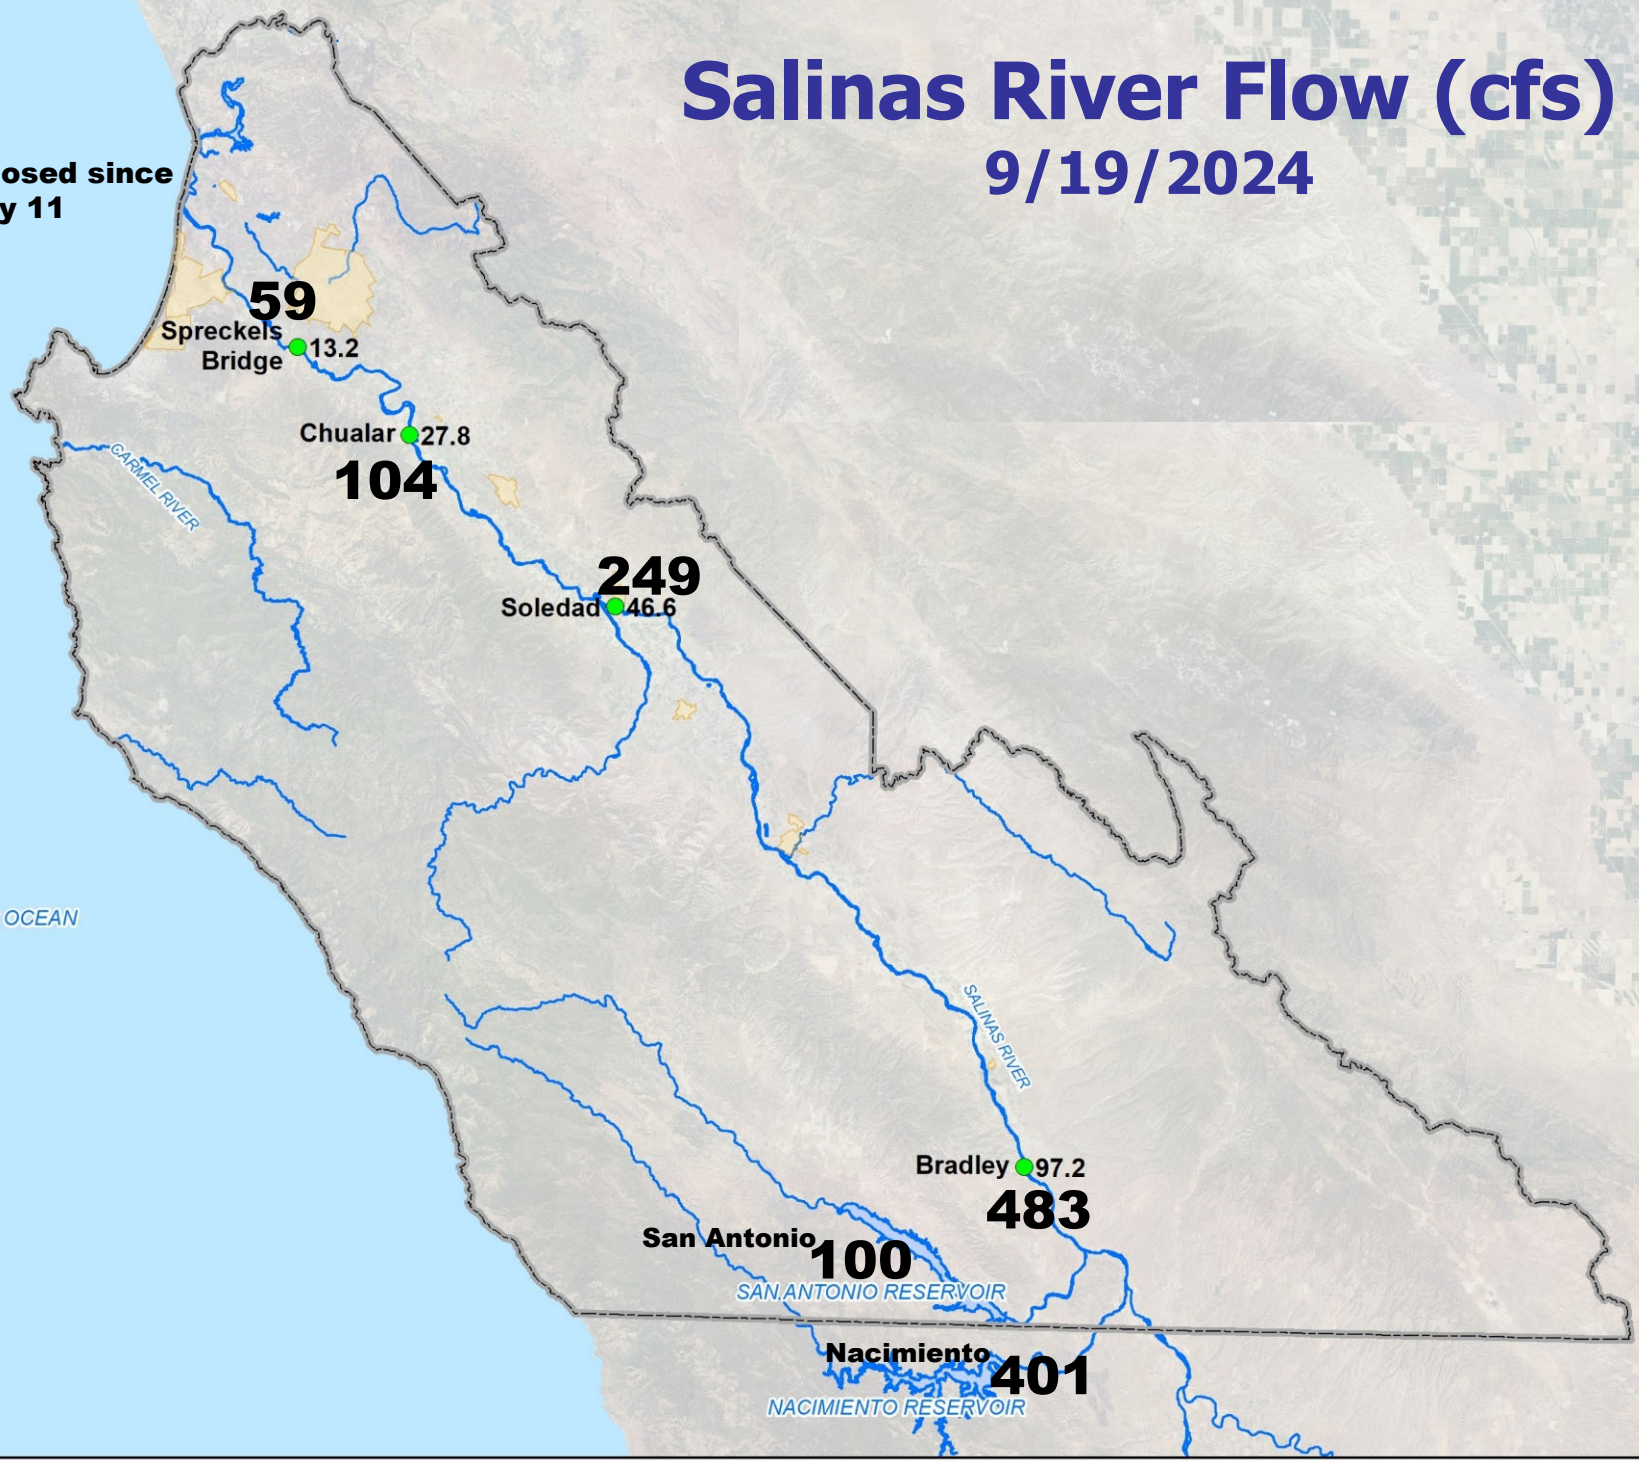 Salinas River Flow (cfs)
9/19/2024
osed since
y 11
59
Spreckels
Bridge
13.2
Chualar
27.8
104
249
Soledad
46.6
CARMEL RIVER
OCEAN
SALINAS RIVER
Bradley
97.2
483
San Antonio
100
SAN ANTONIO RESERVOIR
Nacimiento
401
NACIMIENTO RESERVOIR